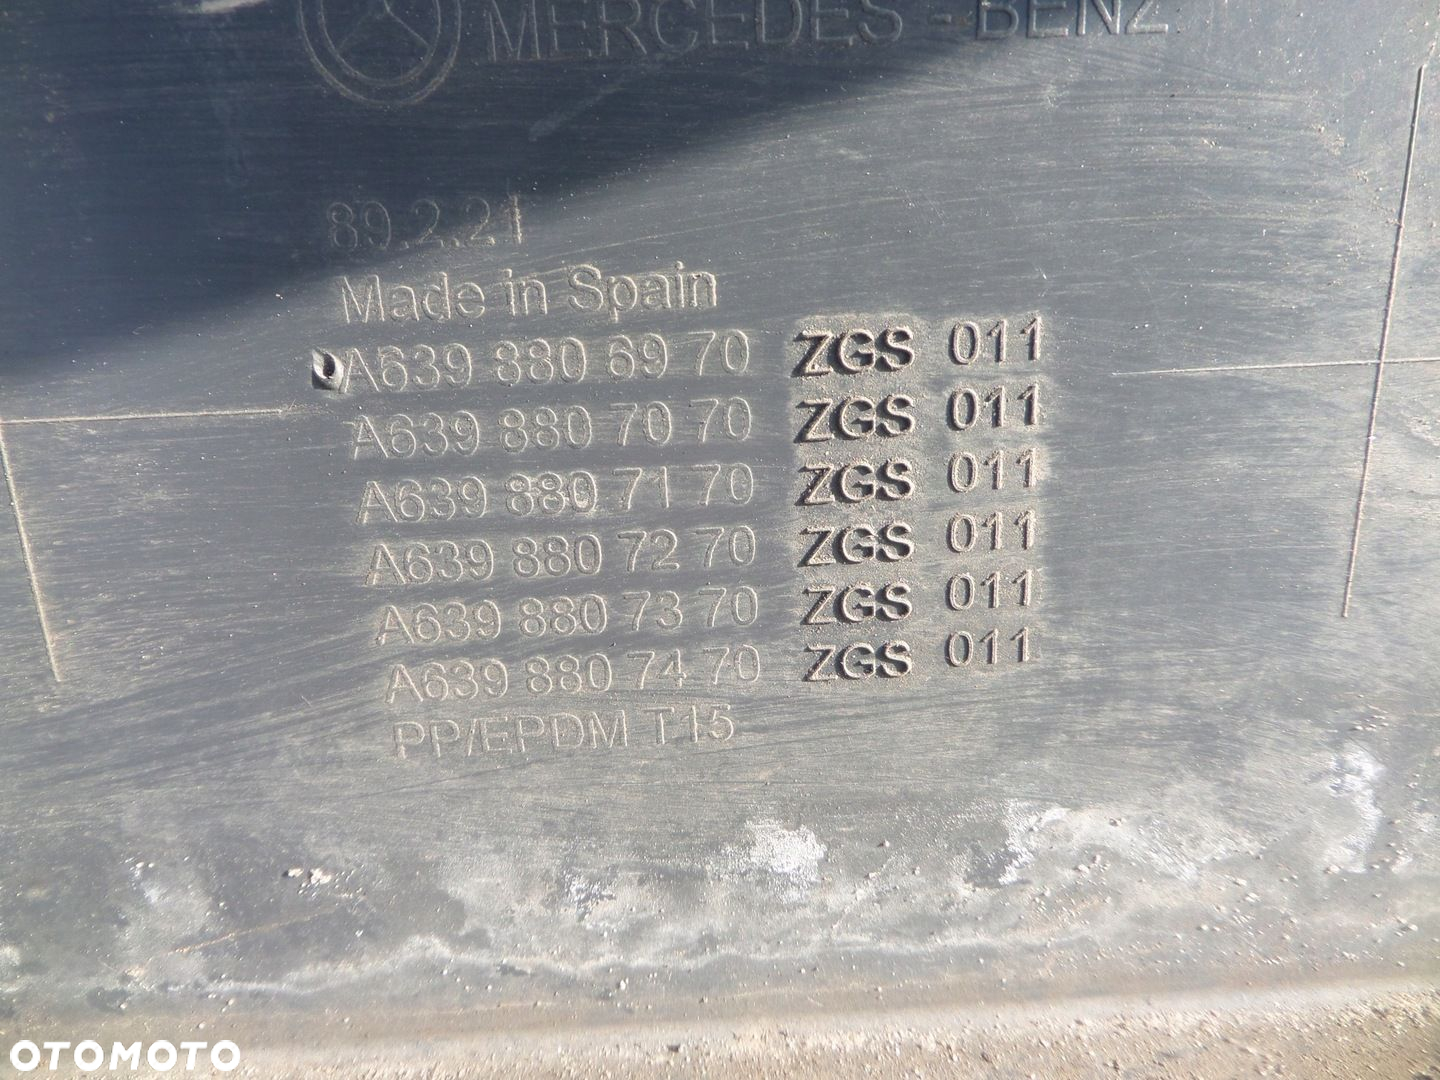 MERCEDES - BENZ
89.2.21
Made in Spain
A639 880 69 70 ZGS 011
A639 880 70 70 ZGS 011
A639 880 71 70 ZGS 011
A639 880 72 70 ZGS 011
A639 880 73 70 ZGS 011
A639 880 74 70 ZGS 011
PP/EPDM T15
OTOMOTO